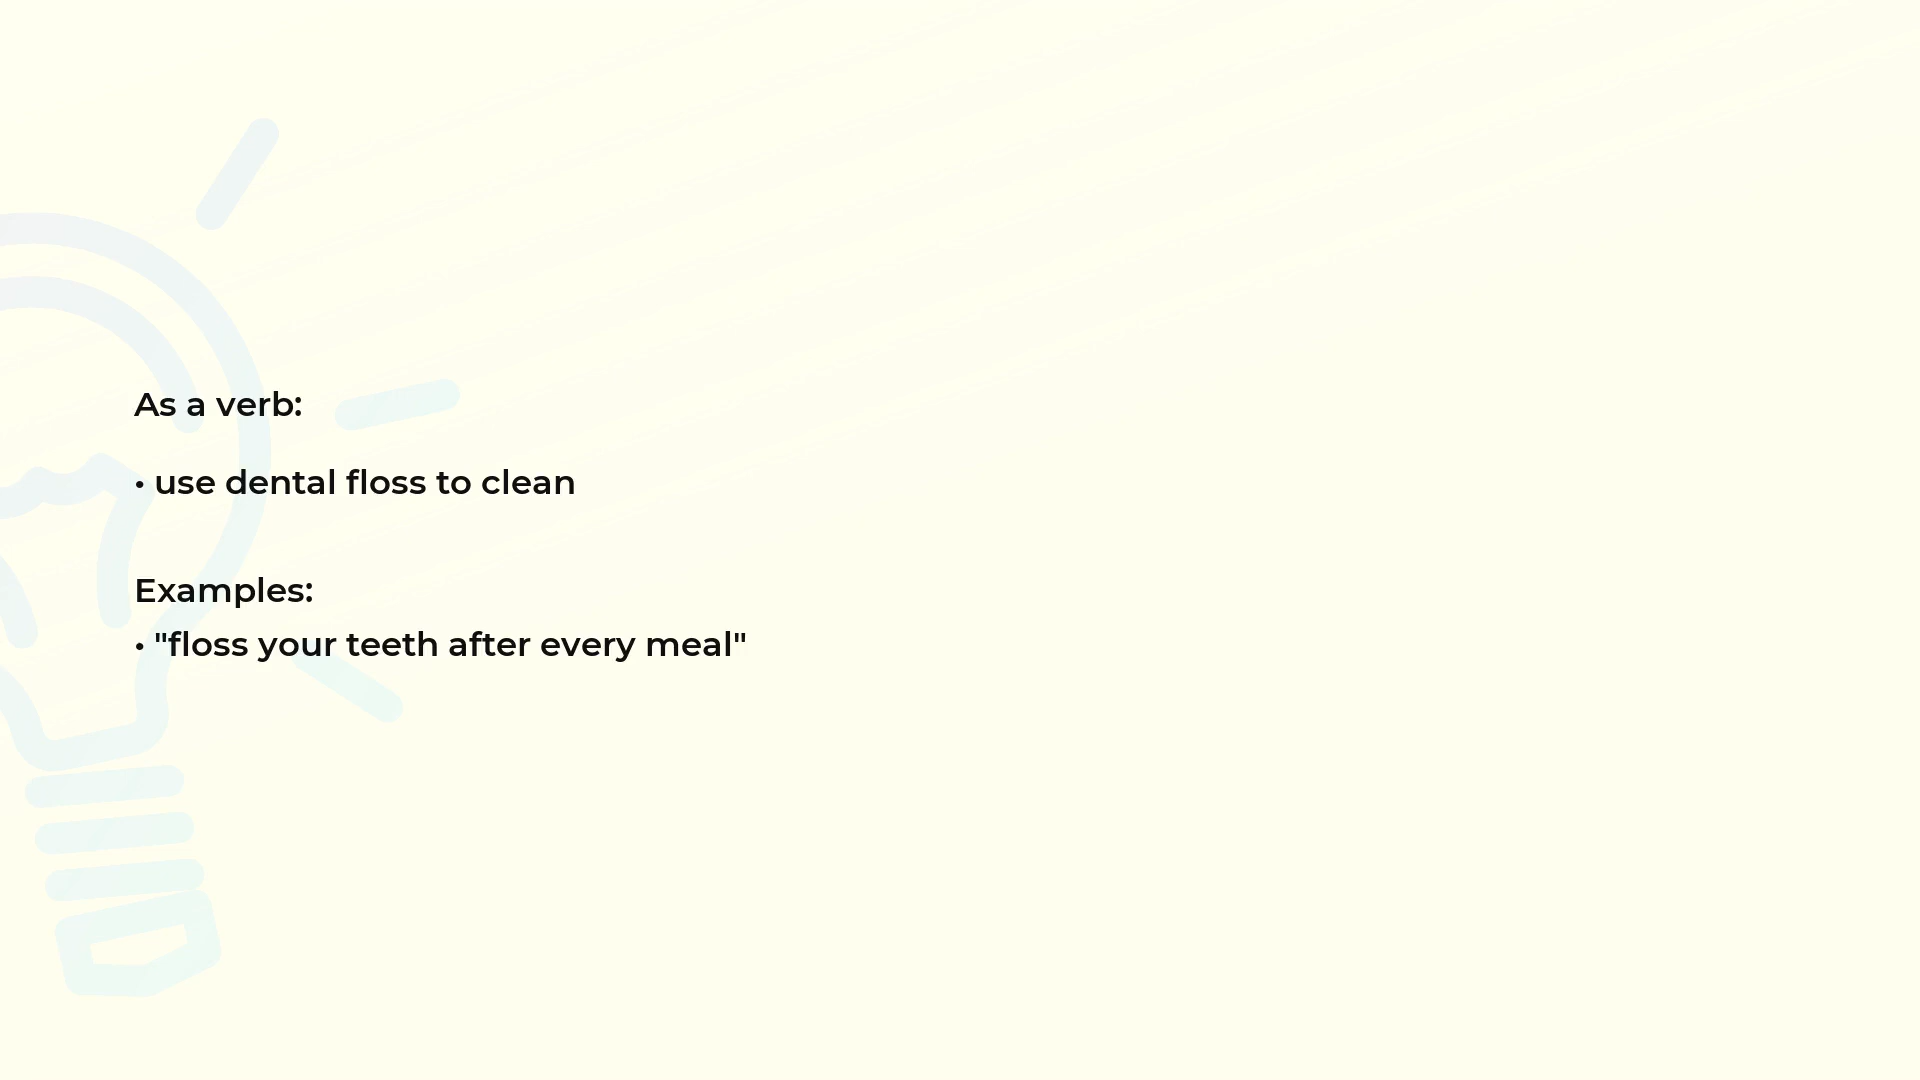 As a verb:
• use dental floss to clean
Examples:
• "floss your teeth after every meal"